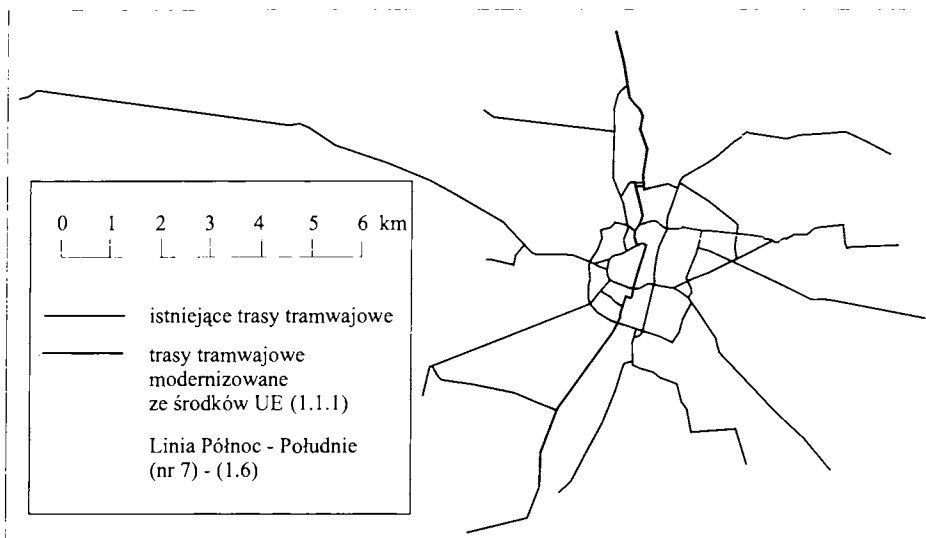 0 1 2 3 4 5 6 km
istniejące trasy tramwajowe
trasy tramwajowe
modernizowane
ze środków UE (1.1.1)
Linia Północ - Południe
(nr 7) - (1.6)